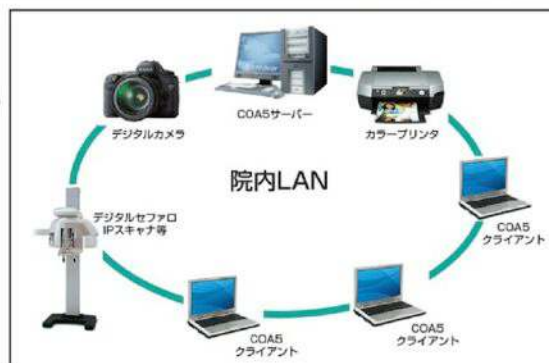 COA5サーバー
デジタルカメラ
カラープリンタ
院内LAN
デジタルセファロ
IPスキャナ等
COA5
クライアント
COA5
クライアント
COA5
クライアント